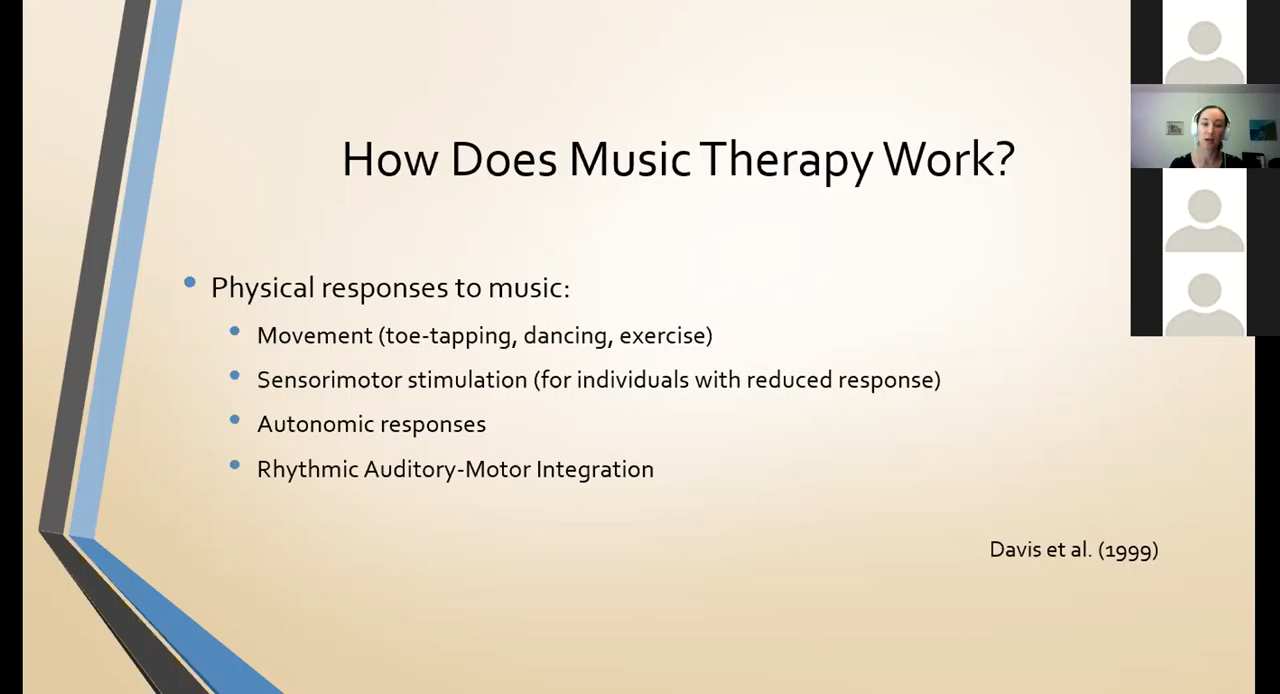 How Does Music Therapy Work?
Physical responses to music:
Movement (toe-tapping, dancing, exercise)
Sensorimotor stimulation (for individuals with reduced response)
Autonomic responses
Rhythmic Auditory-Motor Integration
Davis et al. (1999)